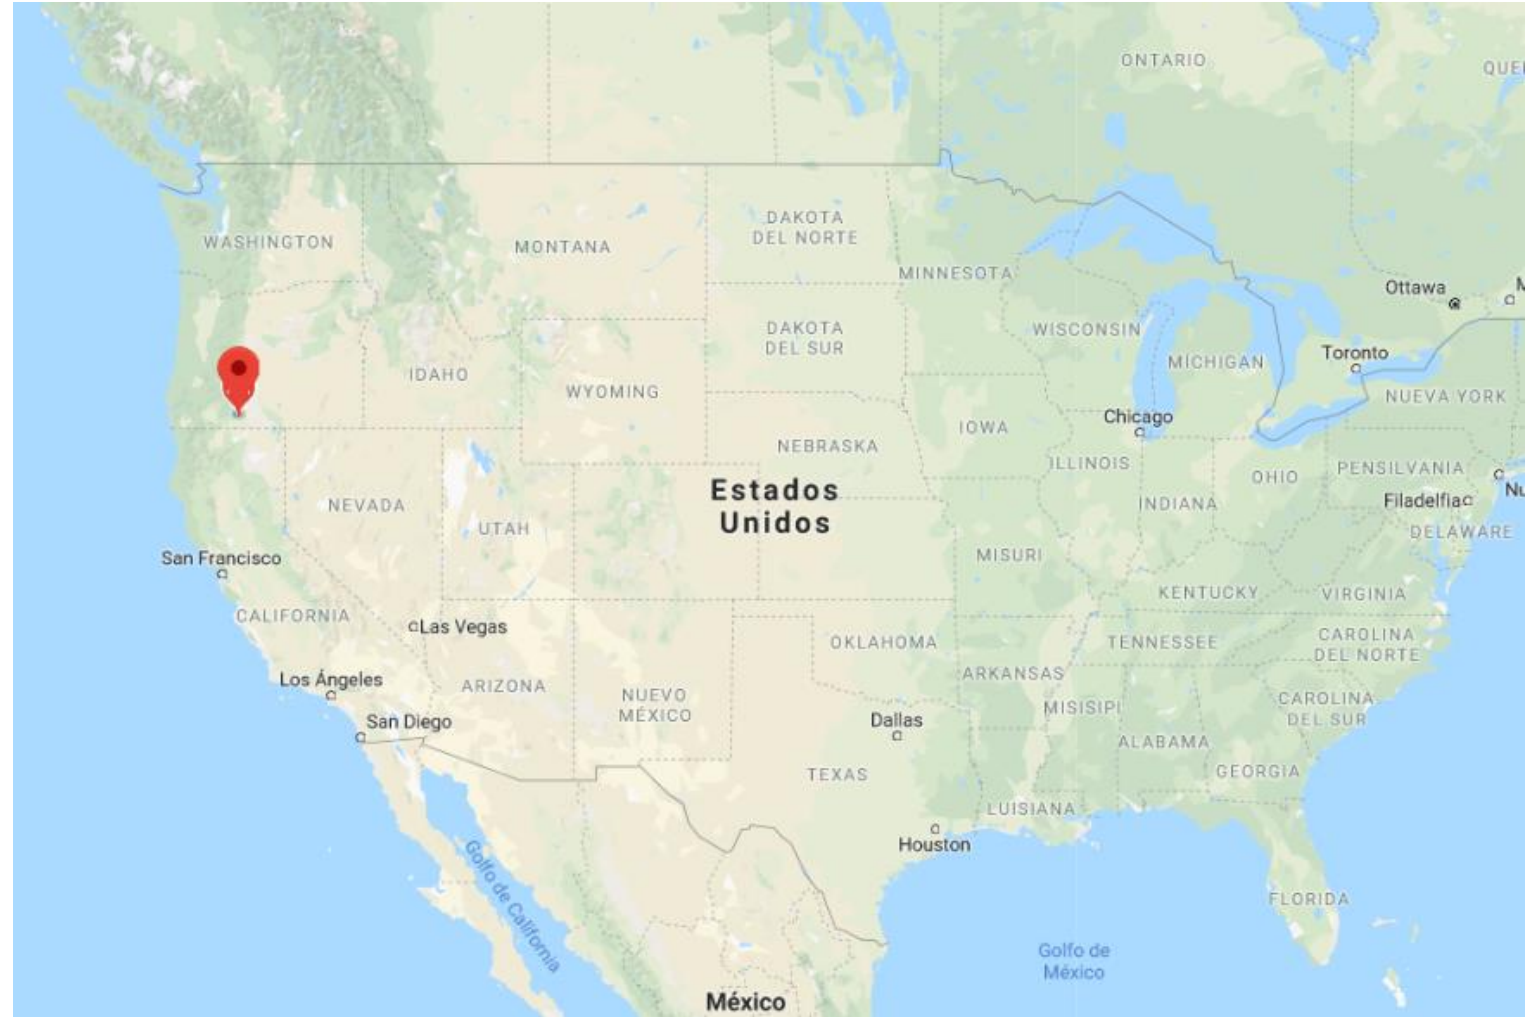 ONTARIO
QUE
WASHINGTON
MONTANA
DAKOTA
DEL NORTE
MINNESOTA
Ottawa
M
WISCONSIN
DAKOTA
DEL SUR
MICHIGAN
Toronto
IDAHO
WYOMING
NUEVA YORK
Chicago
IOWA
NEBRASKA
ILLINOIS
OHIO
PENSILVANIA
Estados
Unidos
NEVADA
INDIANA
Filadelfia
Nu
UTAH
DELAWARE
San Francisco
MISURI
KENTUCKY
VIRGINIA
CALIFORNIA
Las Vegas
OKLAHOMA
TENNESSEE
CAROLINA
DEL NORTE
ARKANSAS
Los Ángeles
ARIZONA
NUEVO
MÉXICO
MISISIPI
CAROLINA
DEL SUR
San Diego
Dallas
ALABAMA
TEXAS
GEORGIA
LUISIANA
Houston
Golfo de California
FLORIDA
Golfo de
México
México